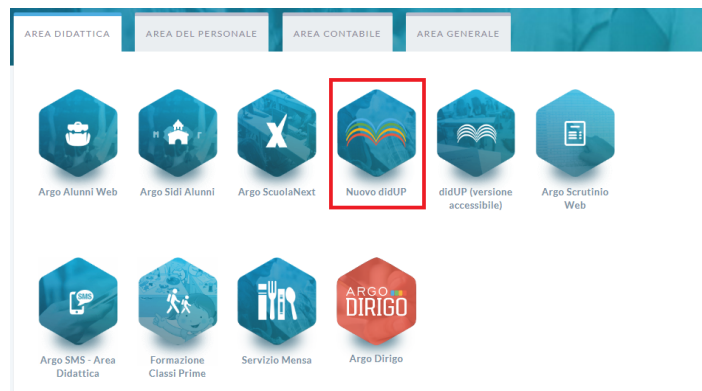 AREA DIDATTICA
AREA DEL PERSONALE
AREA CONTABILE
AREA GENERALE
Argo Alunni Web
Argo Sidi Alunni
Argo ScuolaNext
Nuovo didUP
didUP (versione
accessibile)
Argo Scrutinio
Web
SMS
ARGO
DIRIGO
Argo SMS - Area
Didattica
Formazione
Classi Prime
Servizio Mensa
Argo Dirigo